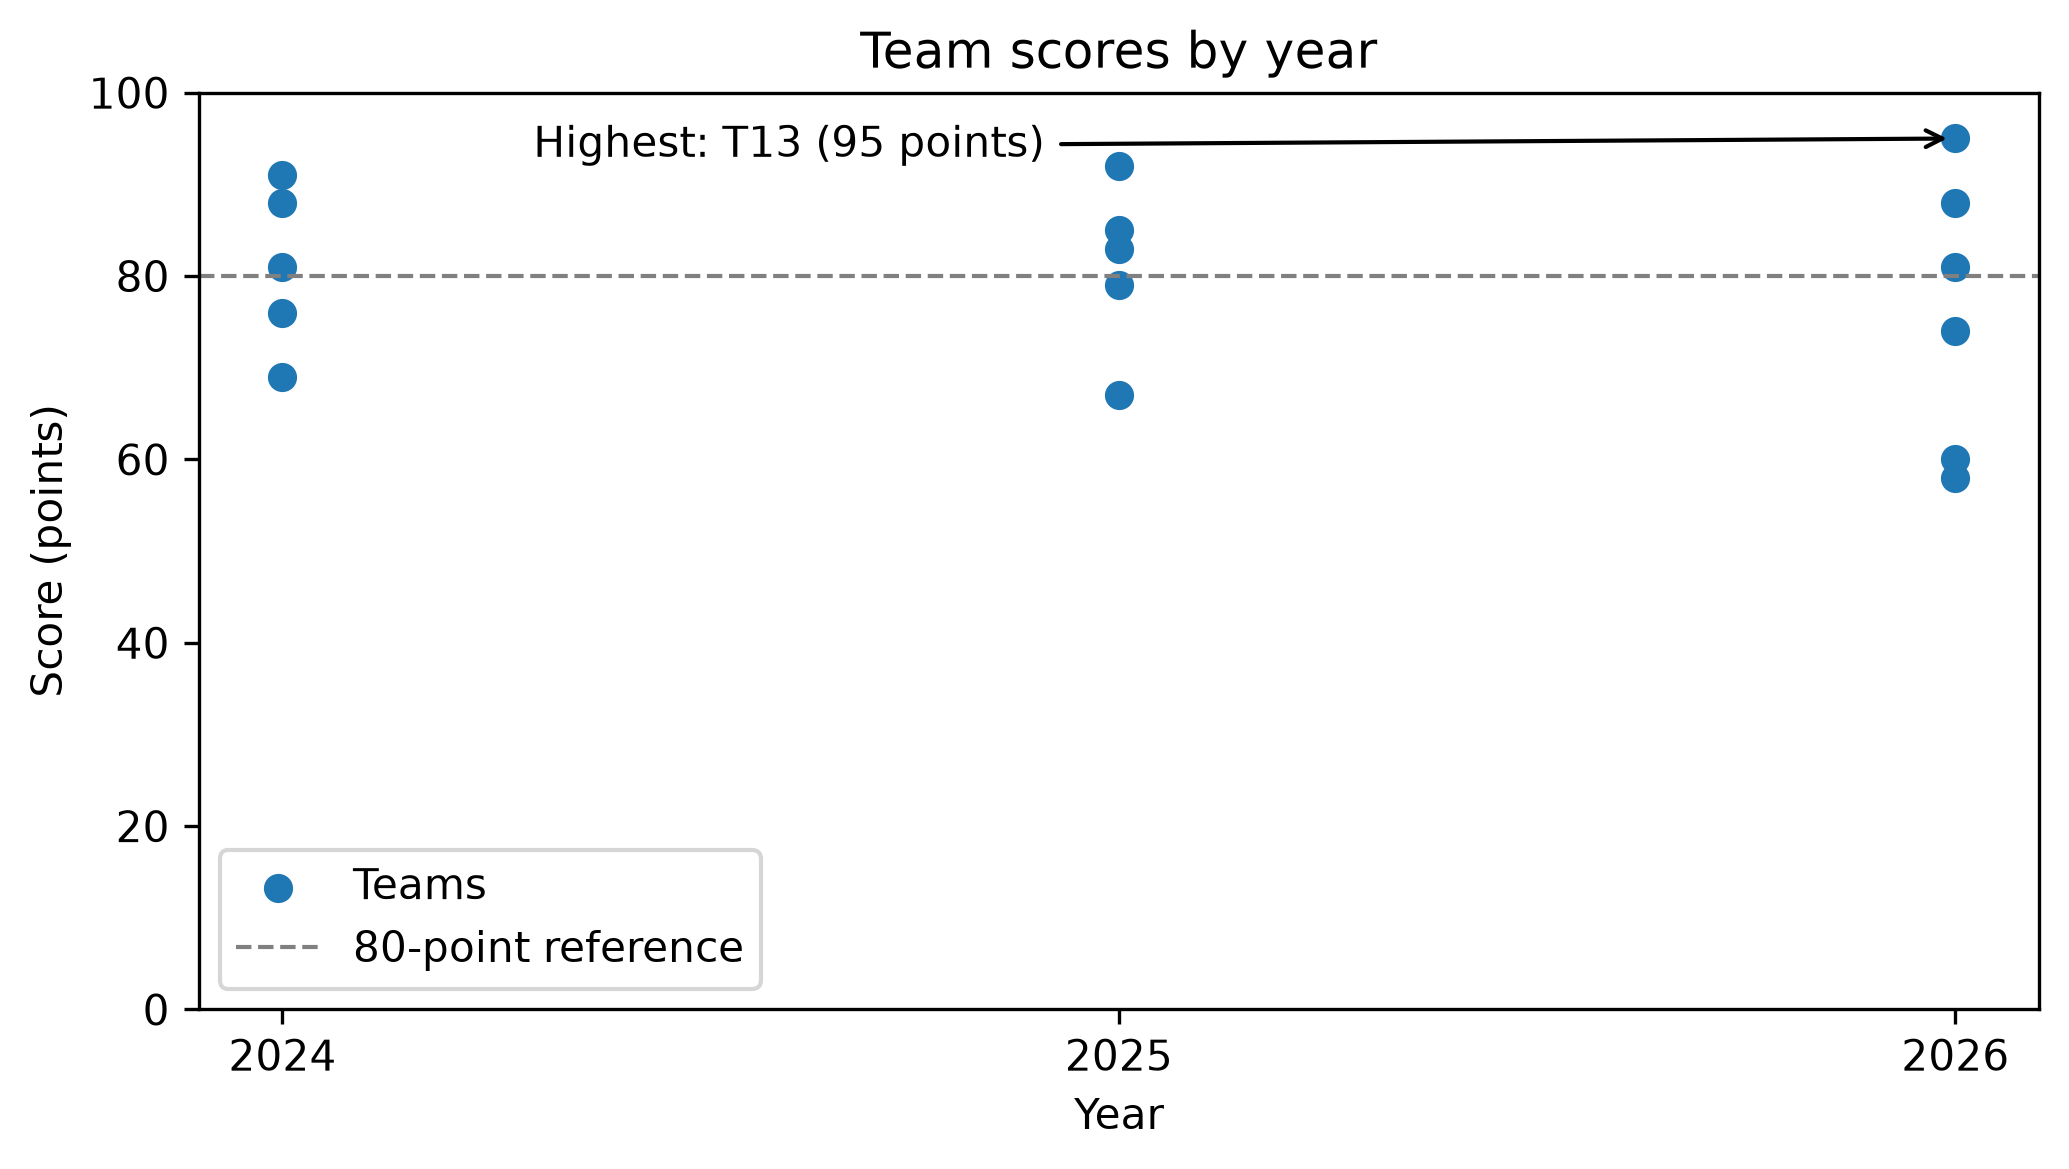 Team scores by year
100
80
60
40
20
0
Score (points)
Highest: T13 (95 points)
Teams
80-point reference
2024 2025 2026
Year